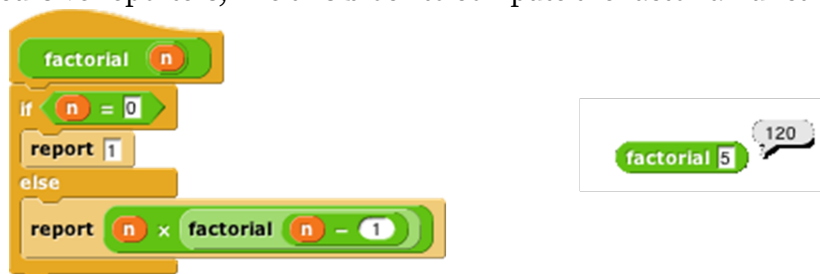 factorial n
if n = 0
report 1
else
report n × factorial n − 1
factorial 5 120